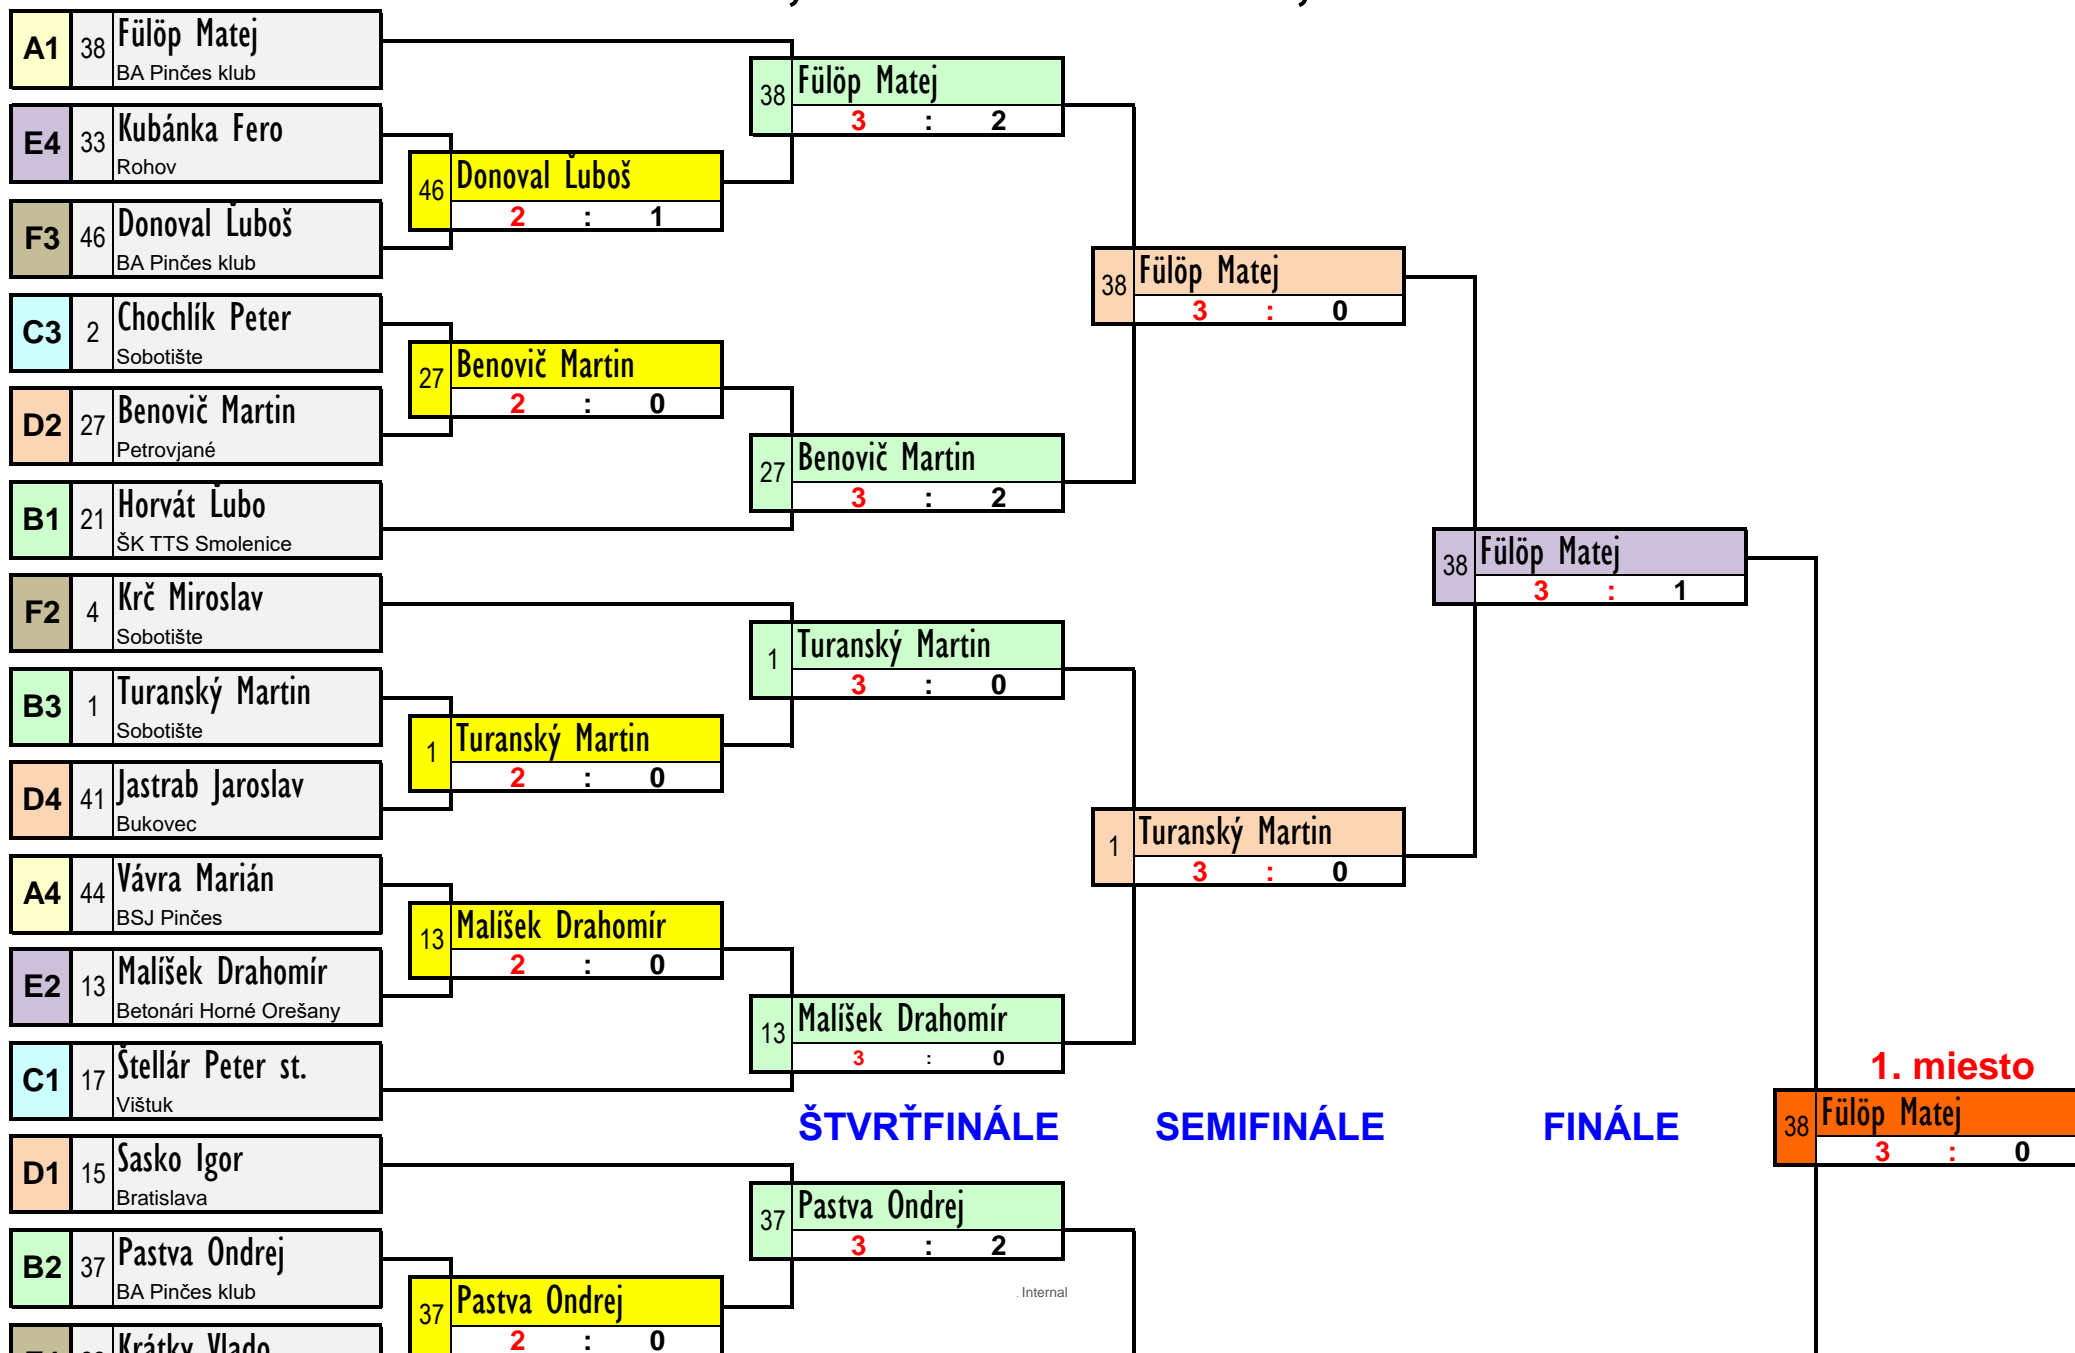 A1 38 Fülöp Matej
BA Pinčes klub
38 Fülöp Matej
3 : 2
E4 33 Kubánka Fero
Rohov
46 Donoval Ľuboš
2 : 1
F3 46 Donoval Ľuboš
BA Pinčes klub
38 Fülöp Matej
3 : 0
C3 2 Chochlík Peter
Sobotište
27 Benovič Martin
2 : 0
D2 27 Benovič Martin
Petrovjané
27 Benovič Martin
3 : 2
B1 21 Horvát Ľubo
ŠK TTS Smolenice
38 Fülöp Matej
3 : 1
F2 4 Krč Miroslav
Sobotište
1 Turanský Martin
3 : 0
B3 1 Turanský Martin
Sobotište
1 Turanský Martin
2 : 0
D4 41 Jastrab Jaroslav
Bukovec
1 Turanský Martin
3 : 0
A4 44 Vávra Marián
BSJ Pinčes
13 Malíšek Drahomír
2 : 0
E2 13 Malíšek Drahomír
Betonári Horné Orešany
13 Malíšek Drahomír
3 : 0
C1 17 Štellár Peter st.
Vištuk
1. miesto
ŠTVRŤFINÁLE SEMIFINÁLE FINÁLE
38 Fülöp Matej
3 : 0
D1 15 Sasko Igor
Bratislava
37 Pastva Ondrej
3 : 2
B2 37 Pastva Ondrej
BA Pinčes klub
. Internal
37 Pastva Ondrej
2 : 0
Krátky Vlado